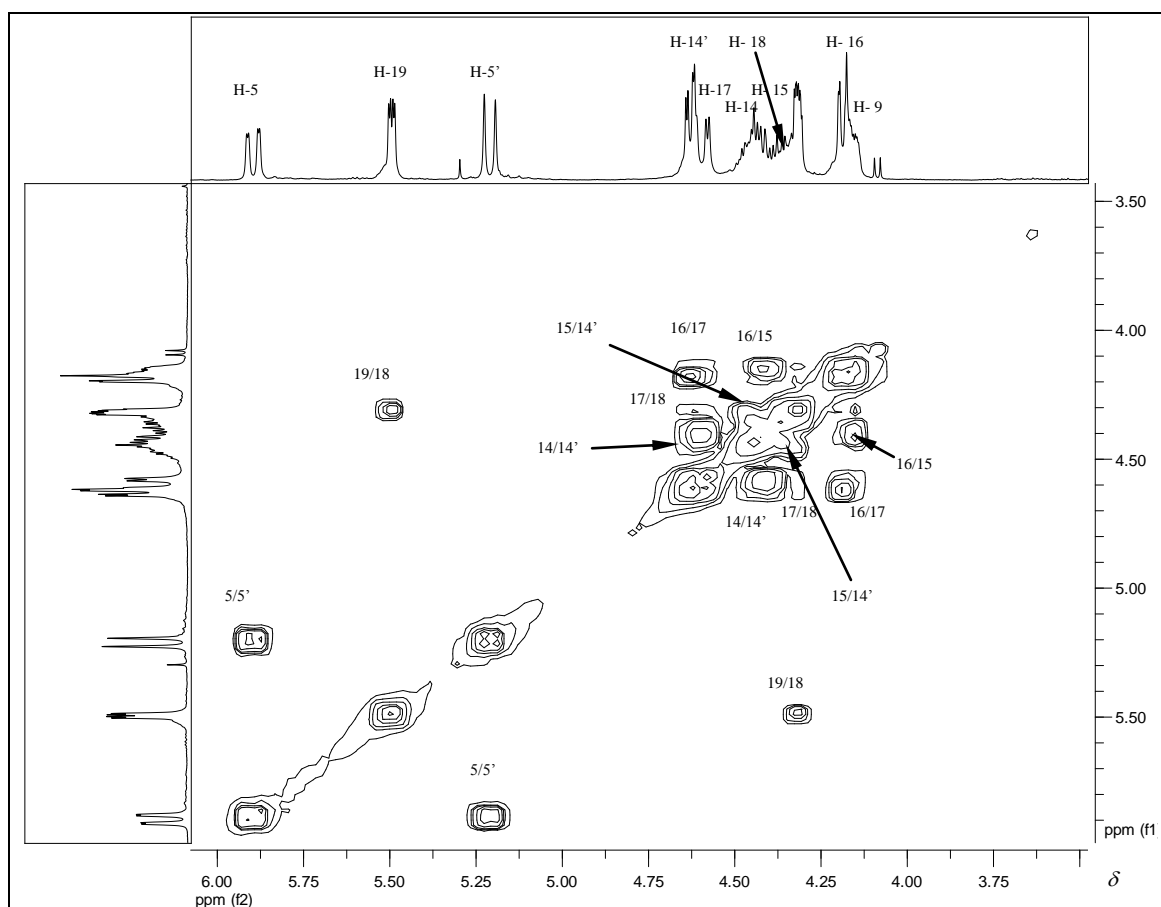 H-14’ H- 18 H- 16
H-5 H-19 H-5’ H-17 H- 15
H-14 H- 9
3.50
4.00
15/14’ 16/17 16/15
19/18 17/18
14/14’
4.50
16/15
14/14’ 17/18 16/17
5/5’ 5.00
15/14’
19/18
5.50
5/5’
ppm (f1)
6.00 5.75 5.50 5.25 5.00 4.75 4.50 4.25 4.00 3.75 δ
ppm (f2)